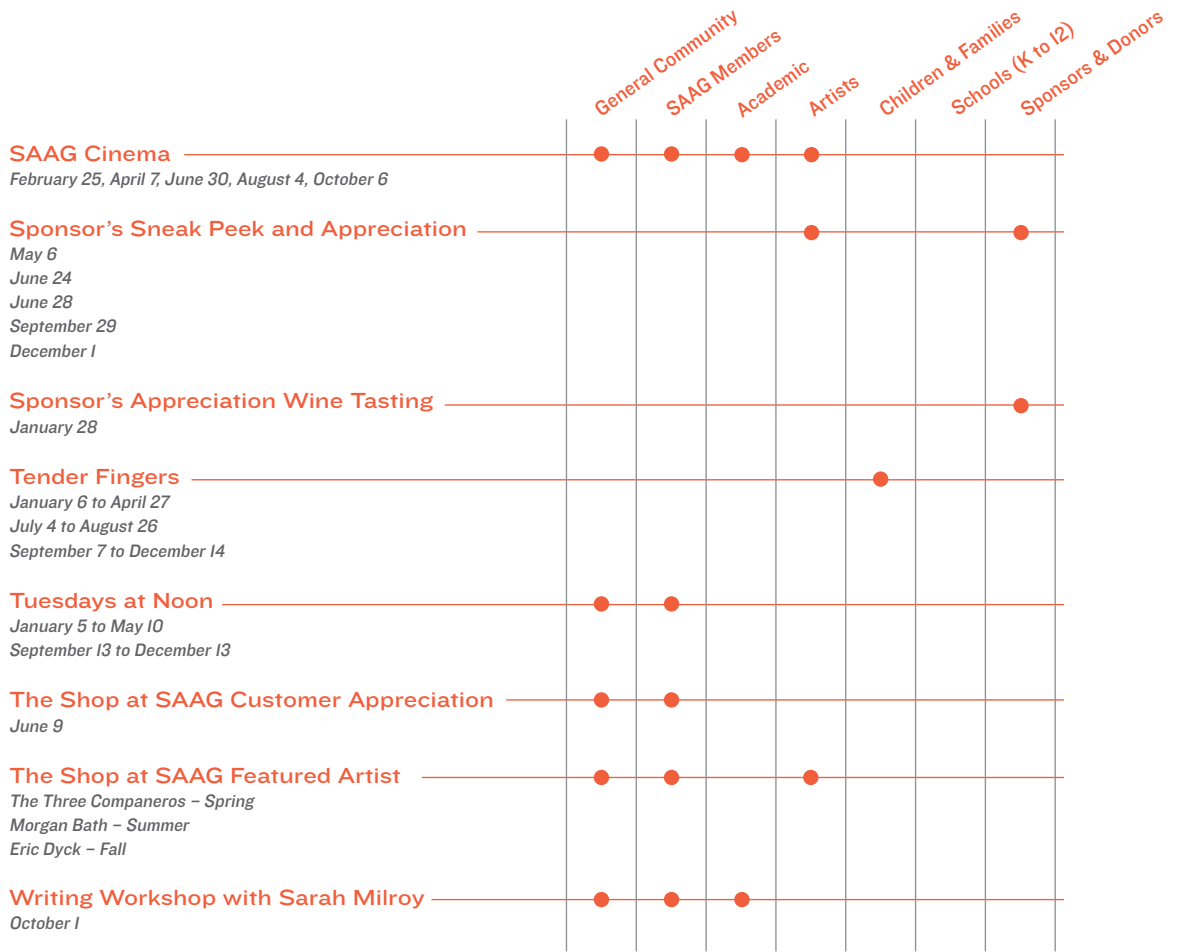 General Community
SAAG Members
Academic
Artists
Children & Families
Schools (K to 12)
Sponsors & Donors
SAAG Cinema
February 25, April 7, June 30, August 4, October 6
Sponsor’s Sneak Peek and Appreciation
May 6
June 24
June 28
September 29
December 1
Sponsor’s Appreciation Wine Tasting
January 28
Tender Fingers
January 6 to April 27
July 4 to August 26
September 7 to December 14
Tuesdays at Noon
January 5 to May 10
September 13 to December 13
The Shop at SAAG Customer Appreciation
June 9
The Shop at SAAG Featured Artist
The Three Companeros – Spring
Morgan Bath – Summer
Eric Dyck – Fall
Writing Workshop with Sarah Milroy
October 1